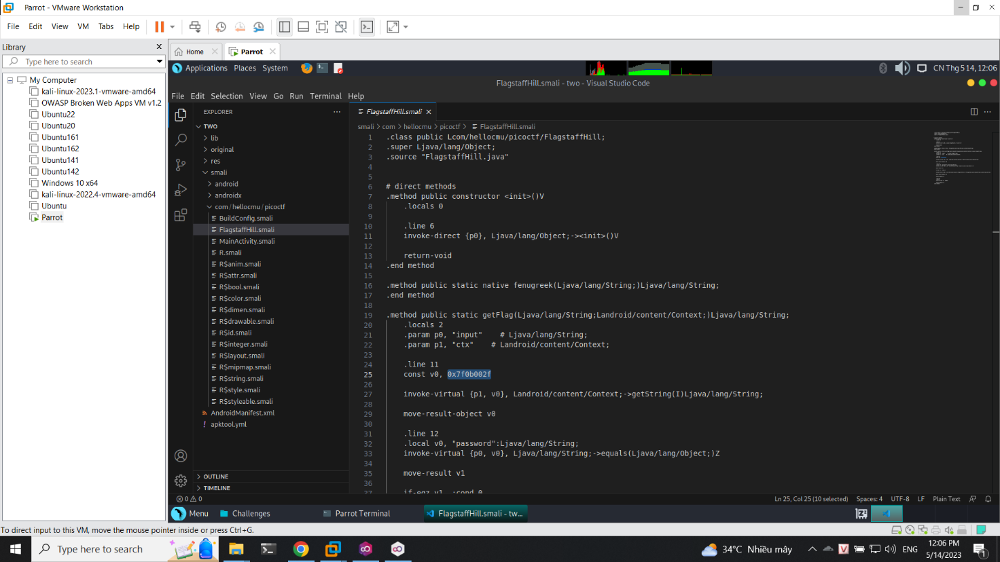 Parrot - VMware Workstation
File Edit View VM Tabs Help
Library
Type here to search
My Computer
kali-linux-2023.1-vmware-amd64
OWASP Broken Web Apps VM v1.2
Ubuntu22
Ubuntu20
Ubuntu161
Ubuntu162
Ubuntu141
Ubuntu142
Windows 10 x64
kali-linux-2022.4-vmware-amd64
Ubuntu
Parrot
Home Parrot
Applications Places System
CN Thg 5 14, 12:06
FlagstaffHill.smali - two - Visual Studio Code
File Edit Selection View Go Run Terminal Help
EXPLORER
TWO
lib
original
res
smali
android
androidx
com / hellocmu / picoctf
BuildConfig.smali
FlagstaffHill.smali
MainActivity.smali
R.smali
R$anim.smali
R$attr.smali
R$bool.smali
R$color.smali
R$dimen.smali
R$drawable.smali
R$id.smali
R$integer.smali
R$layout.smali
R$mipmap.smali
R$string.smali
R$style.smali
R$styleable.smali
AndroidManifest.xml
! apktool.yml
OUTLINE
TIMELINE
FlagstaffHill.smali
smali > com > hellocmu > picoctf > FlagstaffHill.smali
1 .class public Lcom/hellocmu/picoctf/FlagstaffHill;
2 .super Ljava/lang/Object;
3 .source "FlagstaffHill.java"
4
5
6 # direct methods
7 .method public constructor <init>()V
8 .locals 0
9
10 .line 6
11 invoke-direct {p0}, Ljava/lang/Object;-><init>()V
12
13 return-void
14 .end method
15
16 .method public static native fenugreek(Ljava/lang/String;)Ljava/lang/String;
17 .end method
18
19 .method public static getFlag(Ljava/lang/String;Landroid/content/Context;)Ljava/lang/String;
20 .locals 2
21 .param p0, "input" # Ljava/lang/String;
22 .param p1, "ctx" # Landroid/content/Context;
23
24 .line 11
25 const v0, 0x7f0b002f
26
27 invoke-virtual {p1, v0}, Landroid/content/Context;->getString(I)Ljava/lang/String;
28
29 move-result-object v0
30
31 .line 12
32 .local v0, "password":Ljava/lang/String;
33 invoke-virtual {p0, v0}, Ljava/lang/String;->equals(Ljava/lang/Object;)Z
34
35 move-result v1
36
37 if-eqz v1, :cond_0
0 0
Ln 25, Col 25 (10 selected) Spaces: 4 UTF-8 LF Plain Text
Menu Challenges Parrot Terminal FlagstaffHill.smali - tw...
To direct input to this VM, move the mouse pointer inside or press Ctrl+G.
Type here to search
34°C Nhiều mây
ENG
12:06 PM
5/14/2023
1